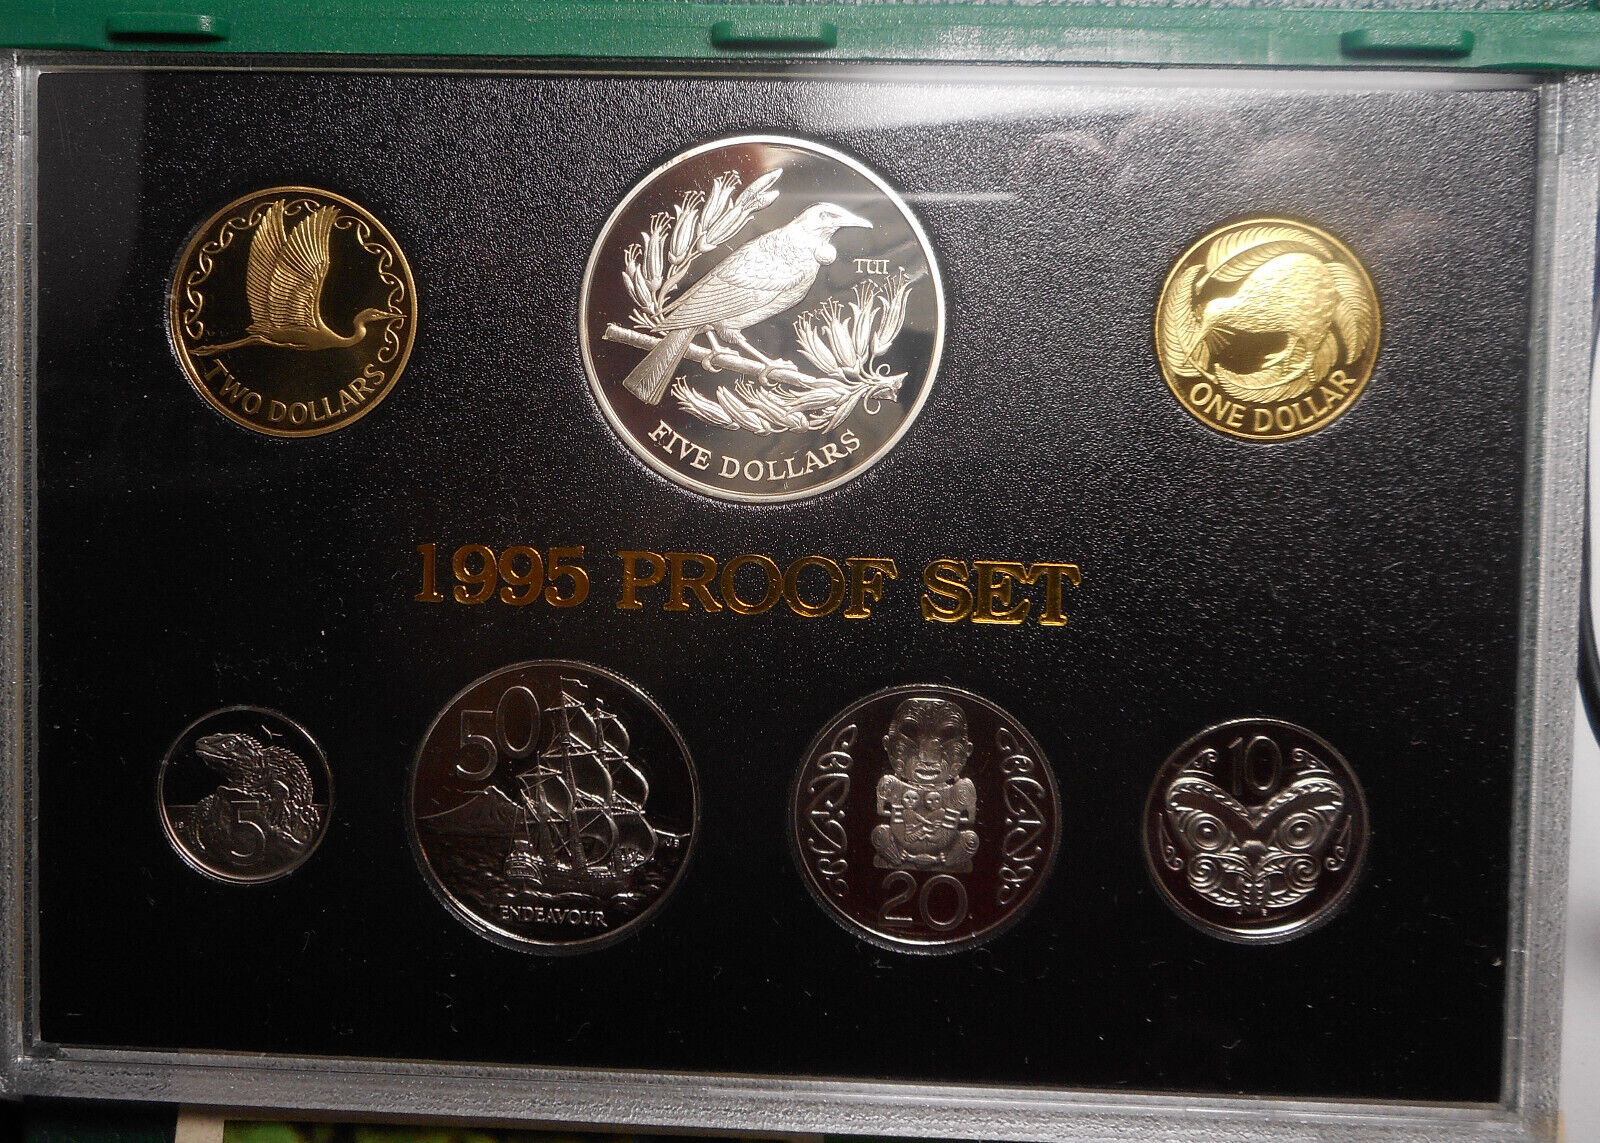 TUI
FIVE DOLLARS
TWO DOLLARS
ONE DOLLAR
1995 PROOF SET
5
50
ENDEAVOUR
20
10